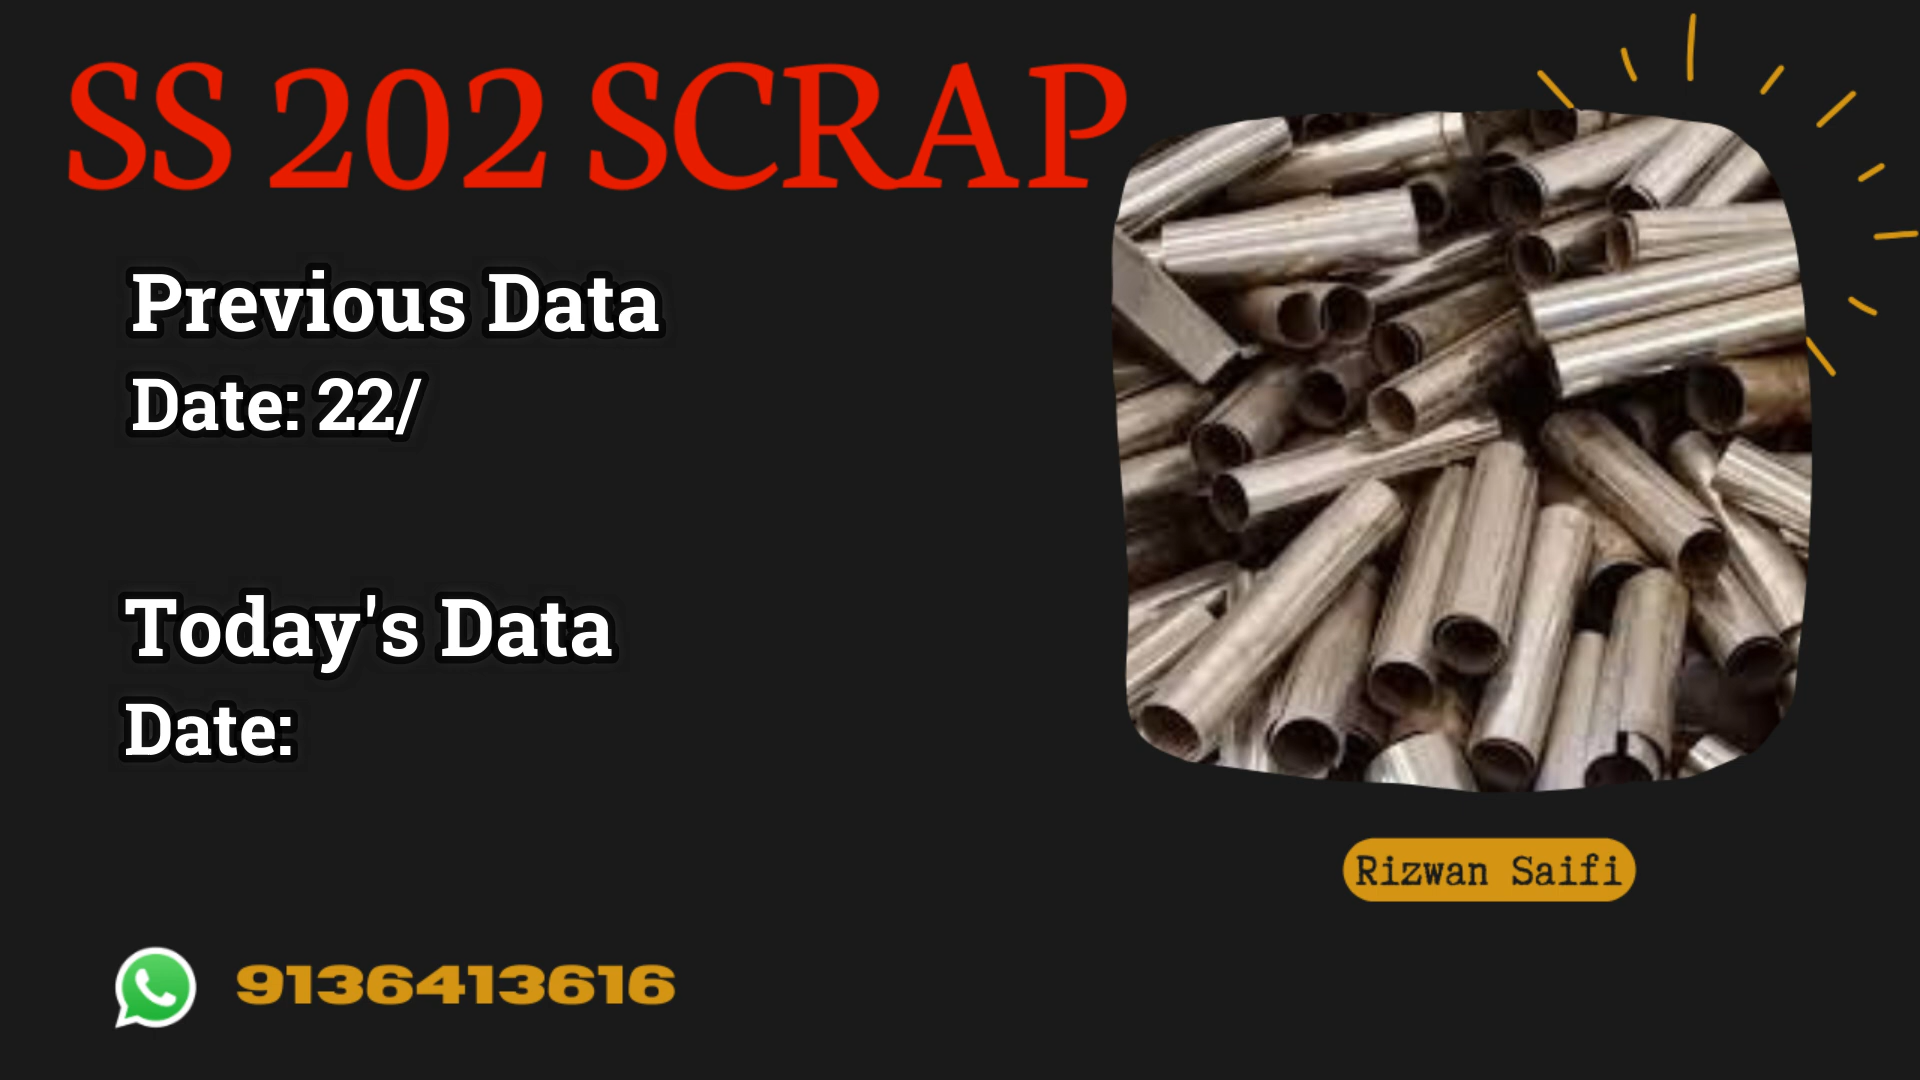 SS 202 SCRAP
Previous Data
Date: 22/
Today's Data
Date:
Rizwan Saifi
9136413616